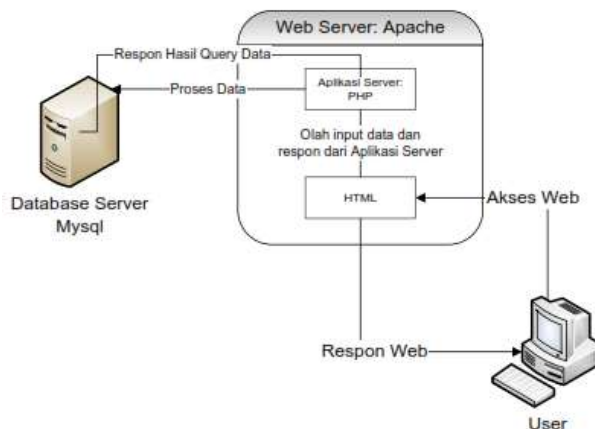 Web Server: Apache
Respon Hasil Query Data
Aplikasi Server:
PHP
Proses Data
Olah input data dan
respon dari Aplikasi Server
HTML
Akses Web
Database Server
Mysql
Respon Web
User